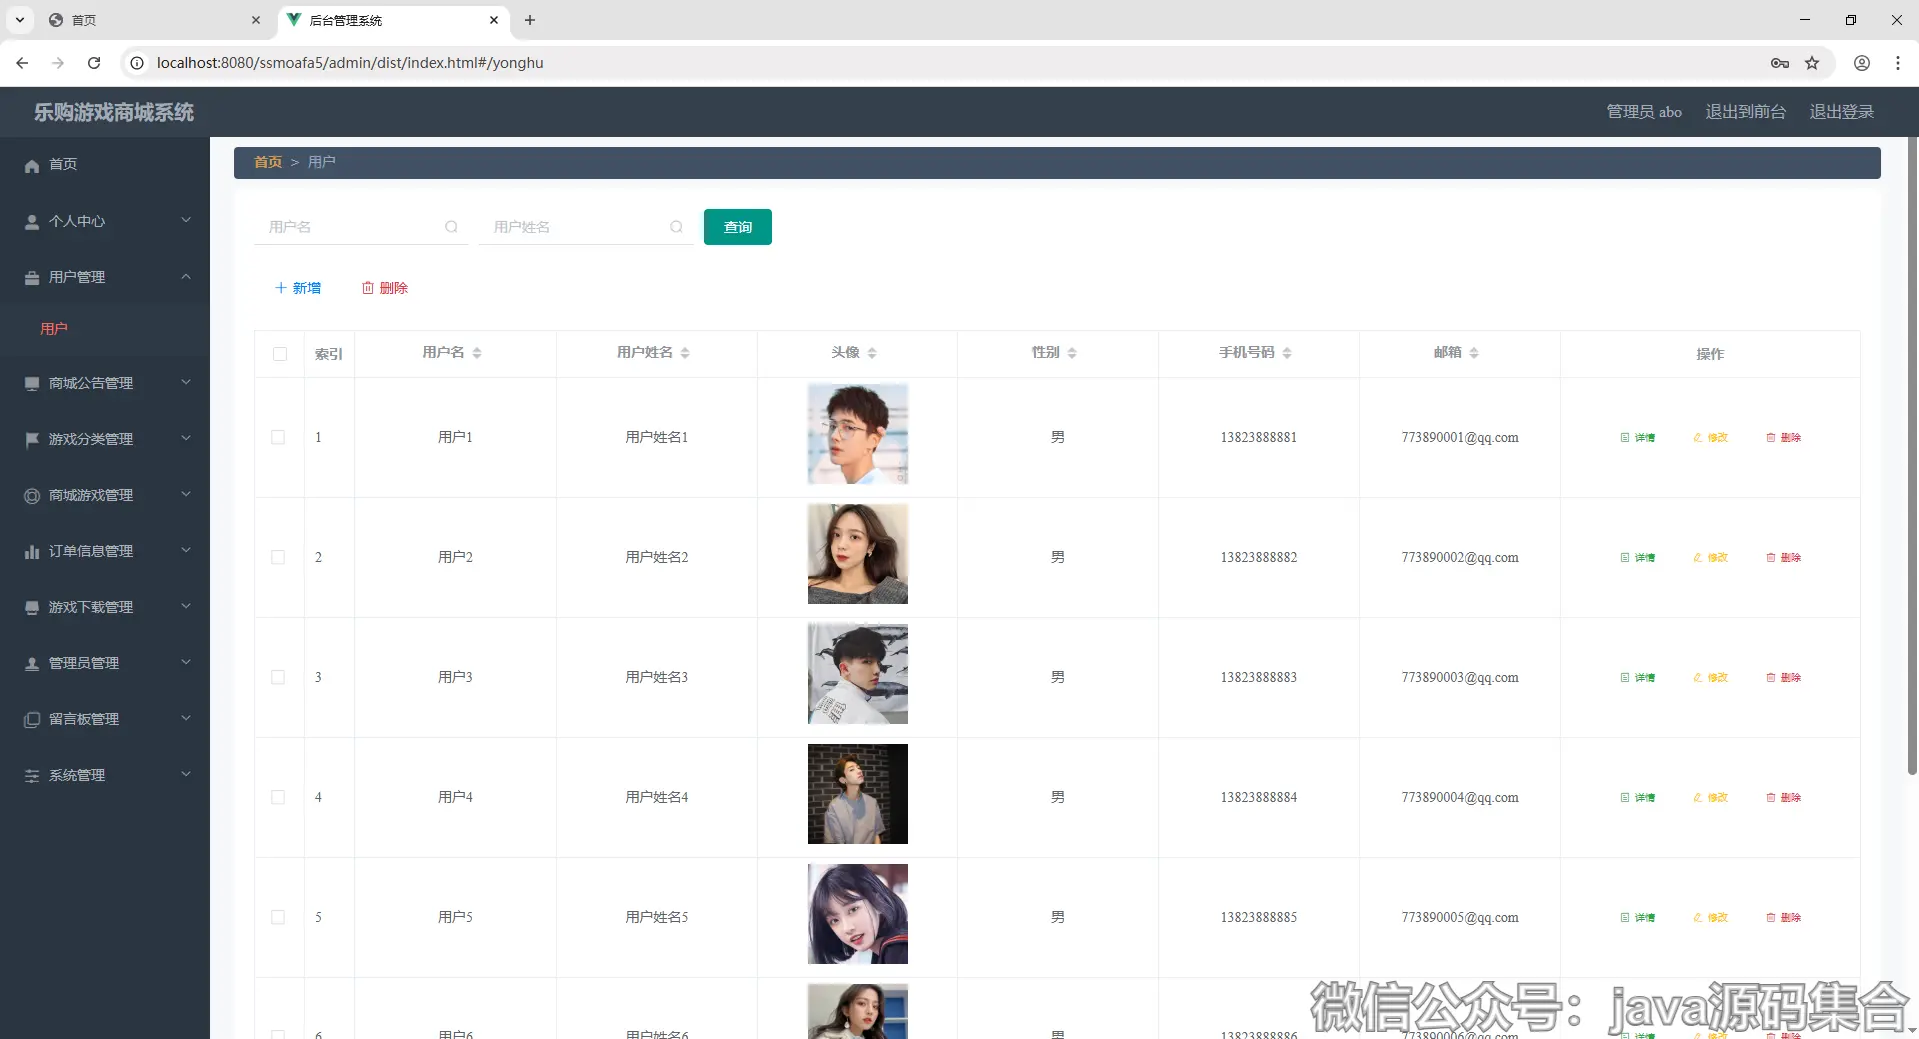 首页
后台管理系统
localhost:8080/ssmoafa5/admin/dist/index.html#/yonghu
乐购游戏商城系统
管理员 abo 退出到前台 退出登录
首页
个人中心
用户管理
用户
商城公告管理
游戏分类管理
商城游戏管理
订单信息管理
游戏下载管理
管理员管理
留言板管理
系统管理
首页 > 用户
用户名 用户姓名 查询
新增 删除
索引 用户名 用户姓名 头像 性别 手机号码 邮箱 操作
1 用户1 用户姓名1 男 13823888881 773890001@qq.com 详情 修改 删除
2 用户2 用户姓名2 男 13823888882 773890002@qq.com 详情 修改 删除
3 用户3 用户姓名3 男 13823888883 773890003@qq.com 详情 修改 删除
4 用户4 用户姓名4 男 13823888884 773890004@qq.com 详情 修改 删除
5 用户5 用户姓名5 男 13823888885 773890005@qq.com 详情 修改 删除
6 用户6 用户姓名6 男 13823888886 773890006@qq.com 详情 修改 删除
微信公众号：java源码集合